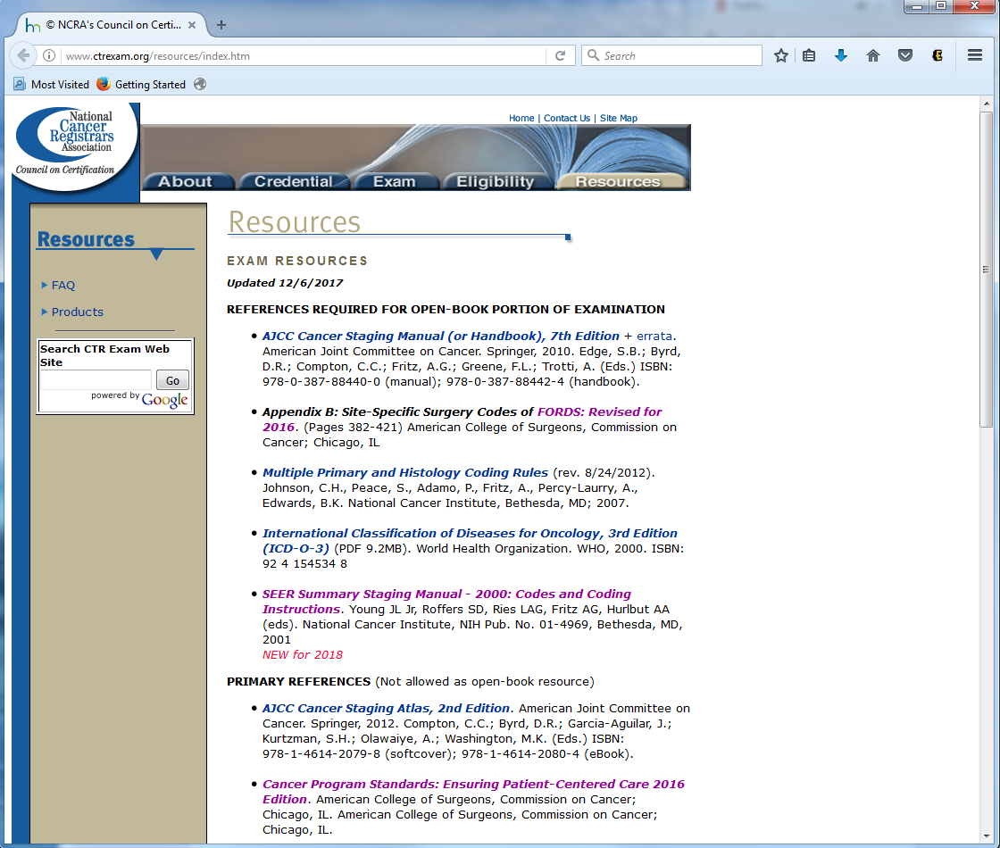 © NCRA's Council on Certi...
www.ctrexam.org/resources/index.htm
Search
Most Visited
Getting Started
National
Cancer
Registrars
Association
Council on Certification
Home | Contact Us | Site Map
About
Credential
Exam
Eligibility
Resources
Resources
FAQ
Products
Search CTR Exam Web
Site
Go
powered by Google
Resources
EXAM RESOURCES
Updated 12/6/2017
REFERENCES REQUIRED FOR OPEN-BOOK PORTION OF EXAMINATION
AJCC Cancer Staging Manual (or Handbook), 7th Edition + errata.
American Joint Committee on Cancer. Springer, 2010. Edge, S.B.; Byrd,
D.R.; Compton, C.C.; Fritz, A.G.; Greene, F.L.; Trotti, A. (Eds.) ISBN:
978-0-387-88440-0 (manual); 978-0-387-88442-4 (handbook).
Appendix B: Site-Specific Surgery Codes of FORDS: Revised for
2016. (Pages 382-421) American College of Surgeons, Commission on
Cancer; Chicago, IL
Multiple Primary and Histology Coding Rules (rev. 8/24/2012).
Johnson, C.H., Peace, S., Adamo, P., Fritz, A., Percy-Laurry, A.,
Edwards, B.K. National Cancer Institute, Bethesda, MD; 2007.
International Classification of Diseases for Oncology, 3rd Edition
(ICD-O-3) (PDF 9.2MB). World Health Organization. WHO, 2000. ISBN:
92 4 154534 8
SEER Summary Staging Manual - 2000: Codes and Coding
Instructions. Young JL Jr, Roffers SD, Ries LAG, Fritz AG, Hurlbut AA
(eds). National Cancer Institute, NIH Pub. No. 01-4969, Bethesda, MD,
2001
NEW for 2018
PRIMARY REFERENCES (Not allowed as open-book resource)
AJCC Cancer Staging Atlas, 2nd Edition. American Joint Committee on
Cancer. Springer, 2012. Compton, C.C.; Byrd, D.R.; Garcia-Aguilar, J.;
Kurtzman, S.H.; Olawaiye, A.; Washington, M.K. (Eds.) ISBN:
978-1-4614-2079-8 (softcover); 978-1-4614-2080-4 (eBook).
Cancer Program Standards: Ensuring Patient-Centered Care 2016
Edition. American College of Surgeons, Commission on Cancer;
Chicago, IL. American College of Surgeons, Commission on Cancer;
Chicago, IL.